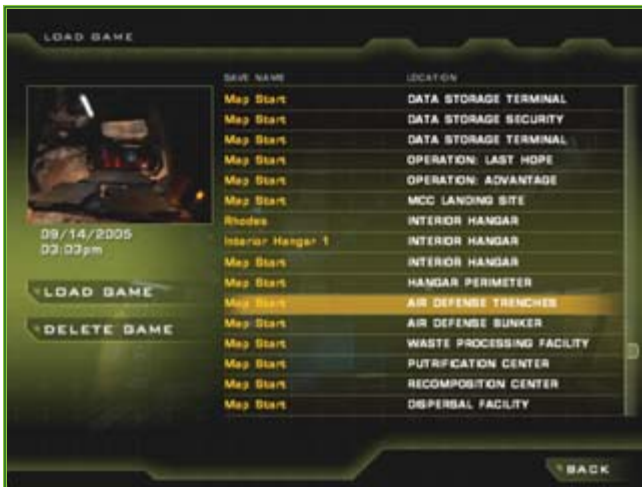 LOAD GAME
SAVE NAME LOCATION
Map Start DATA STORAGE TERMINAL
Map Start DATA STORAGE SECURITY
Map Start DATA STORAGE TERMINAL
Map Start OPERATION: LAST HOPE
Map Start OPERATION: ADVANTAGE
Map Start MCC LANDING SITE
Rhodes INTERIOR HANGAR
Interior Hangar 1 INTERIOR HANGAR
Map Start INTERIOR HANGAR
Map Start HANGAR PERIMETER
Map Start AIR DEFENSE TRENCHES
Map Start AIR DEFENSE BUNKER
Map Start WASTE PROCESSING FACILITY
Map Start PUTRIFICATION CENTER
Map Start RECOMPOSITION CENTER
Map Start DISPERSAL FACILITY
09/14/2005
03:03pm
LOAD GAME
DELETE GAME
BACK